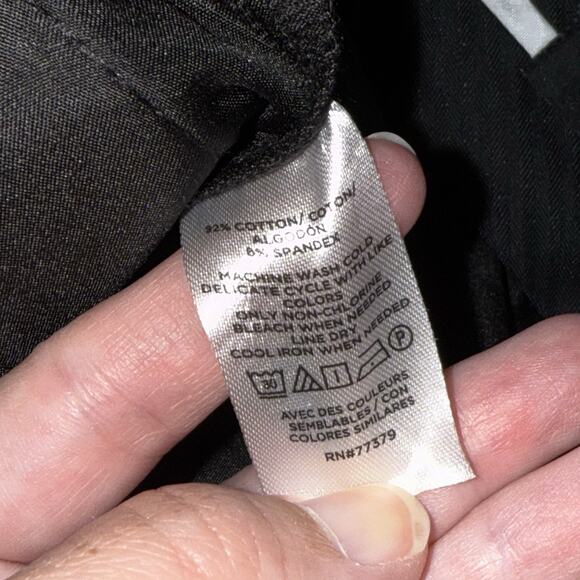 92% COTTON/ COTON/
ALGODÓN
8% SPANDEX
MACHINE WASH COLD
DELICATE CYCLE WITH LIKE
COLORS
ONLY NON-CHLORINE
BLEACH WHEN NEEDED
LINE DRY
COOL IRON WHEN NEEDED
30 P
AVEC DES COULEURS
SEMBLABLES / CON
COLORES SIMILARES
RN#77379